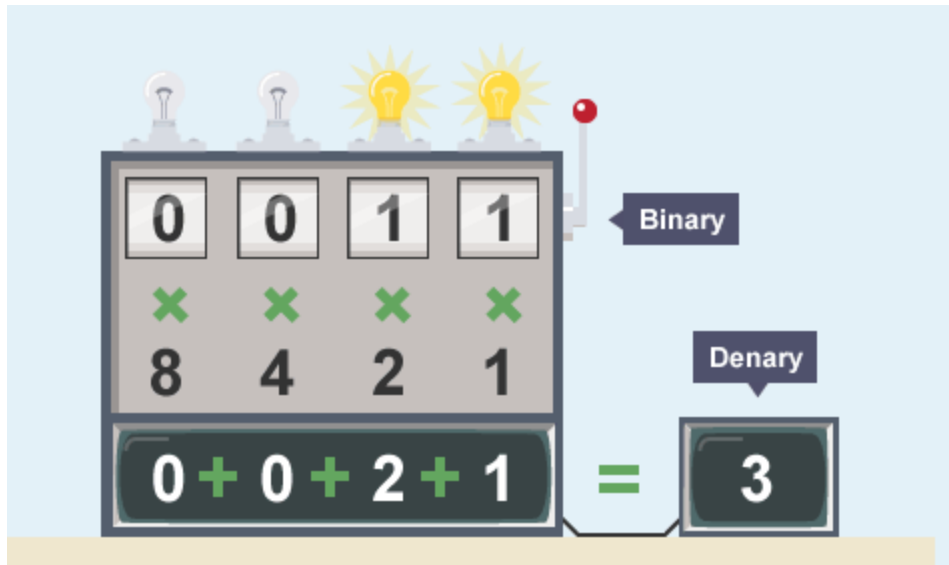 0 0 1 1
Binary
× × × ×
8 4 2 1
Denary
0 + 0 + 2 + 1 = 3